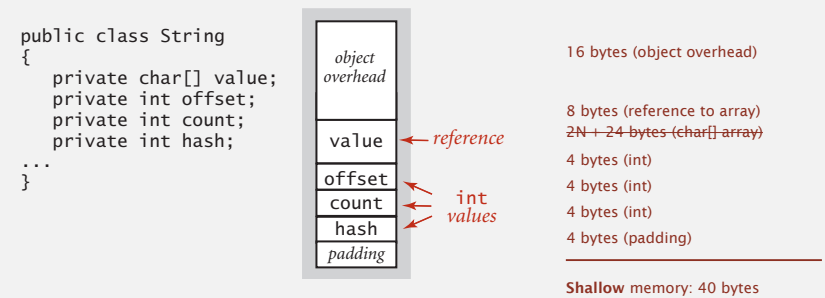 public class String
{
private char[] value;
private int offset;
private int count;
private int hash;
...
}
object
overhead
value
offset
count
hash
padding
reference
int
values
16 bytes (object overhead)
8 bytes (reference to array)
2N + 24 bytes (char[] array)
4 bytes (int)
4 bytes (int)
4 bytes (int)
4 bytes (padding)
Shallow memory: 40 bytes